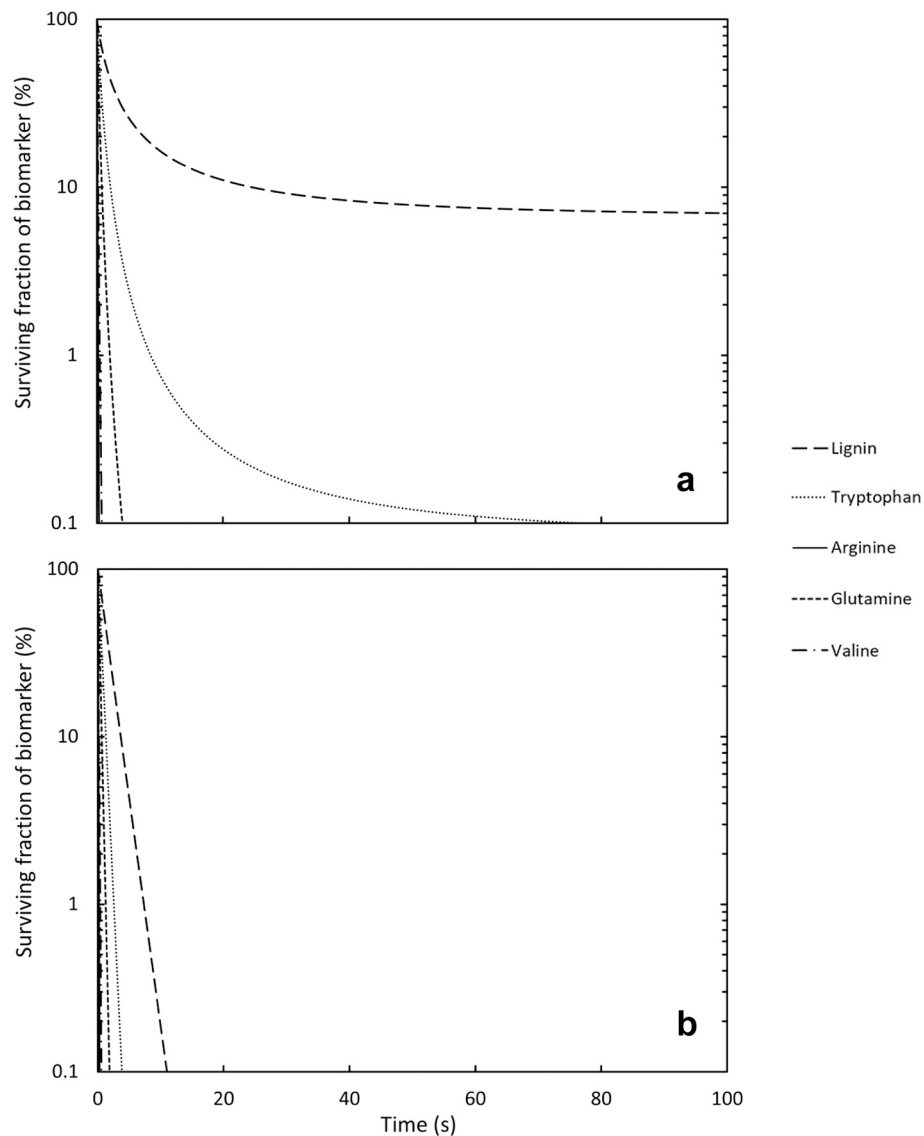 100
10
1
0.1
Surviving fraction of biomarker (%)
a
Lignin
Tryptophan
Arginine
Glutamine
Valine
100
10
1
0.1
Surviving fraction of biomarker (%)
b
0 20 40 60 80 100
Time (s)